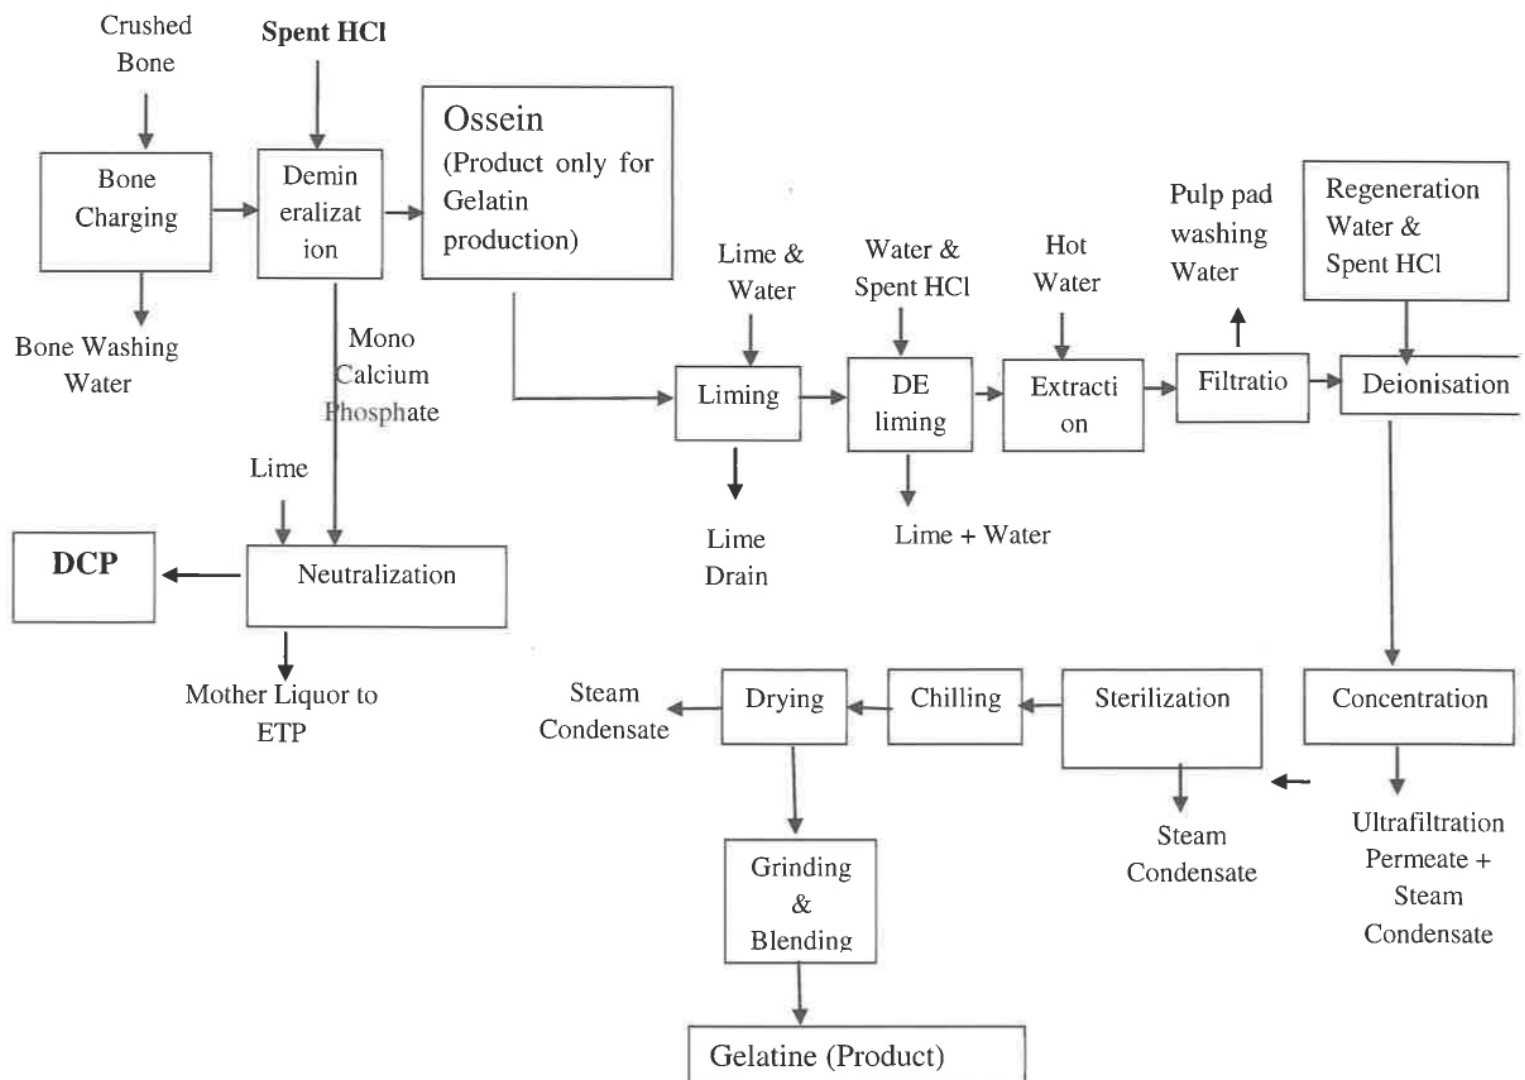 Crushed
Bone
Spent HCl
Bone
Charging
Demin
eralizat
ion
Ossein
(Product only for
Gelatin
production)
Bone Washing
Water
Mono
Calcium
Phosphate
Lime &
Water
Water &
Spent HCl
Hot
Water
Pulp pad
washing
Water
Regeneration
Water &
Spent HCl
Liming
DE
liming
Extracti
on
Filtratio
Deionisation
Lime
Drain
Lime + Water
Lime
DCP
Neutralization
Mother Liquor to
ETP
Steam
Condensate
Drying
Chilling
Sterilization
Concentration
Steam
Condensate
Ultrafiltration
Permeate +
Steam
Condensate
Grinding
&
Blending
Gelatine (Product)